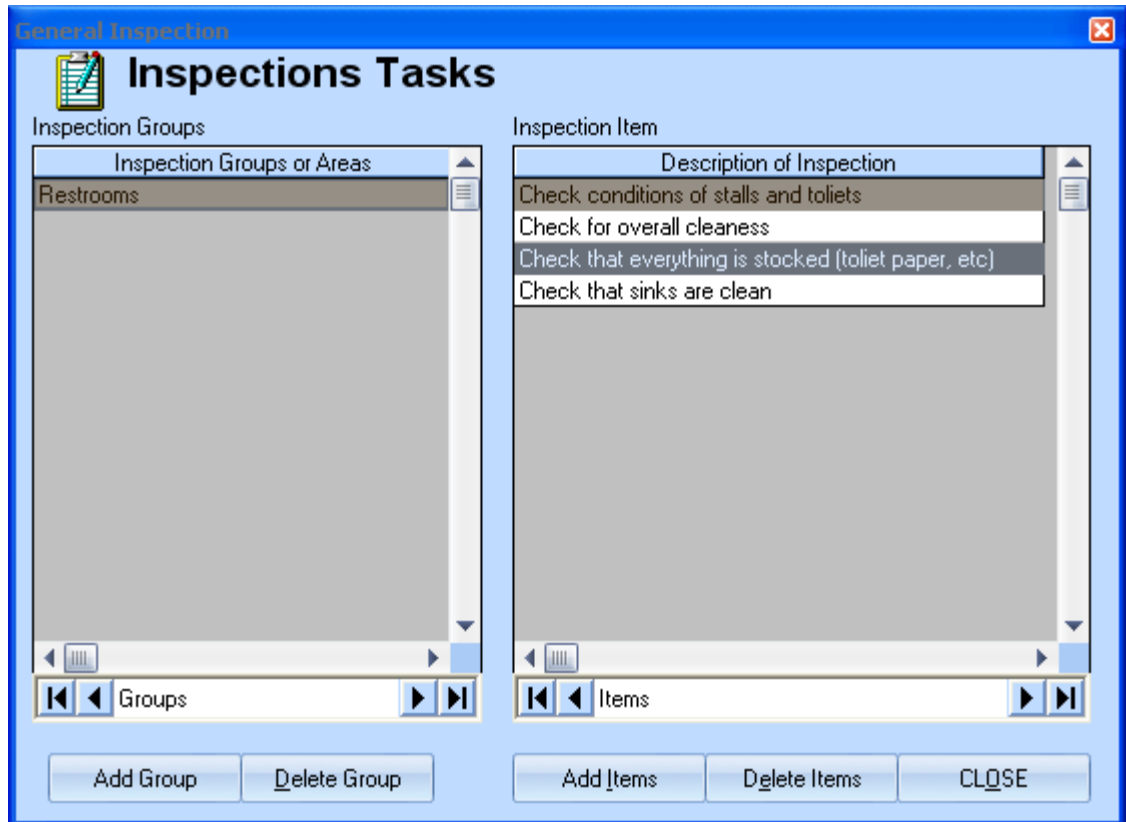 General Inspection
Inspections Tasks
Inspection Groups
Inspection Groups or Areas
Restrooms
Groups
Add Group
Delete Group
Inspection Item
Description of Inspection
Check conditions of stalls and toliets
Check for overall cleaness
Check that everything is stocked (toliet paper, etc)
Check that sinks are clean
Items
Add Items
Delete Items
CLOSE